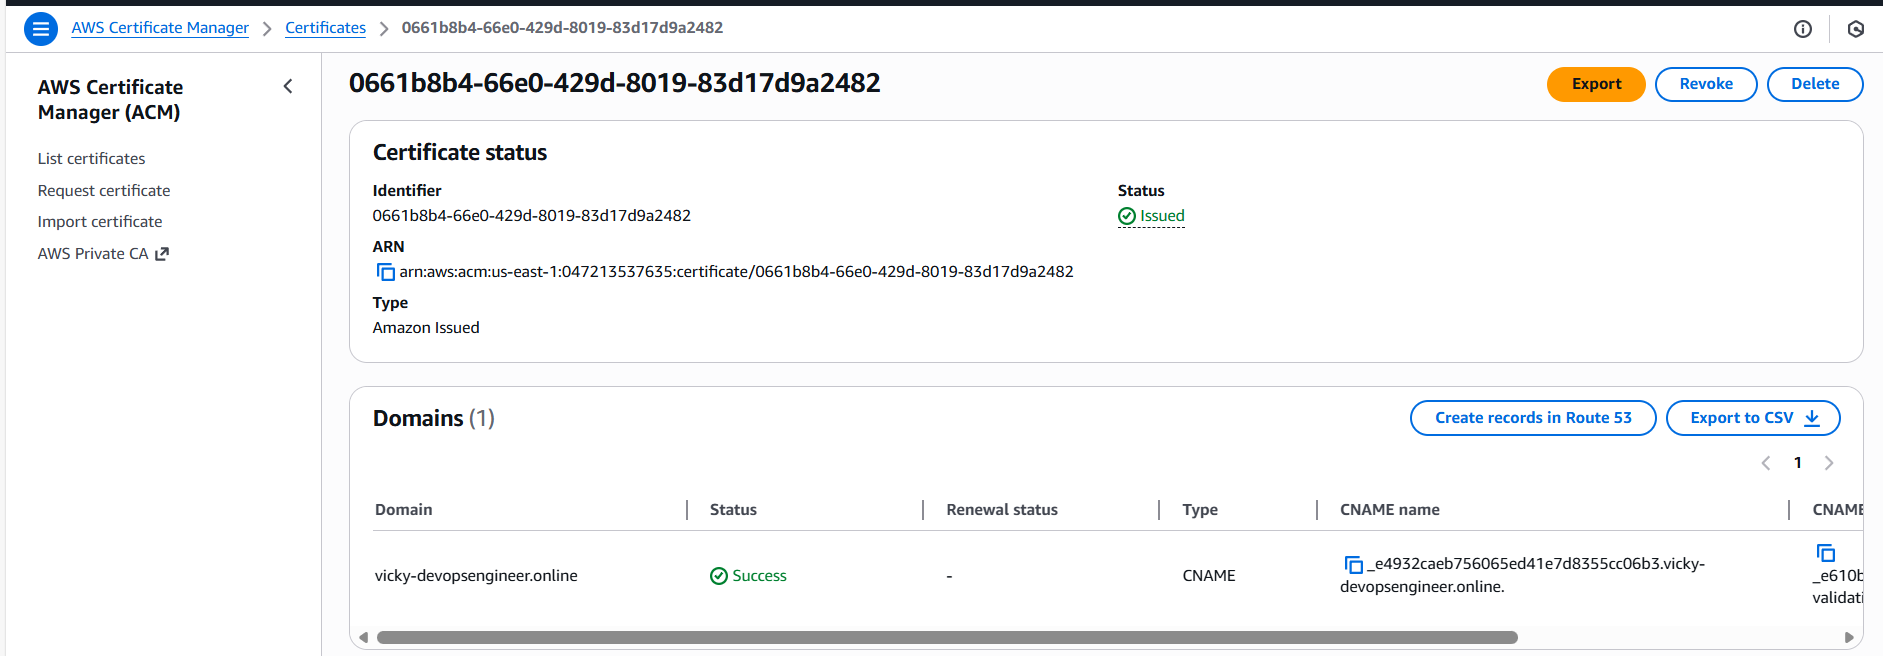 AWS Certificate Manager > Certificates > 0661b8b4-66e0-429d-8019-83d17d9a2482
AWS Certificate
Manager (ACM)
List certificates
Request certificate
Import certificate
AWS Private CA
0661b8b4-66e0-429d-8019-83d17d9a2482
Export Revoke Delete
Certificate status
Identifier
0661b8b4-66e0-429d-8019-83d17d9a2482
Status
Issued
ARN
arn:aws:acm:us-east-1:047213537635:certificate/0661b8b4-66e0-429d-8019-83d17d9a2482
Type
Amazon Issued
Domains (1)
Create records in Route 53 Export to CSV
1
Domain Status Renewal status Type CNAME name CNAME
vicky-devopsengineer.online Success - CNAME
_e4932caeb756065ed41e7d8355cc06b3.vicky-
devopsengineer.online.
_e610b
validati